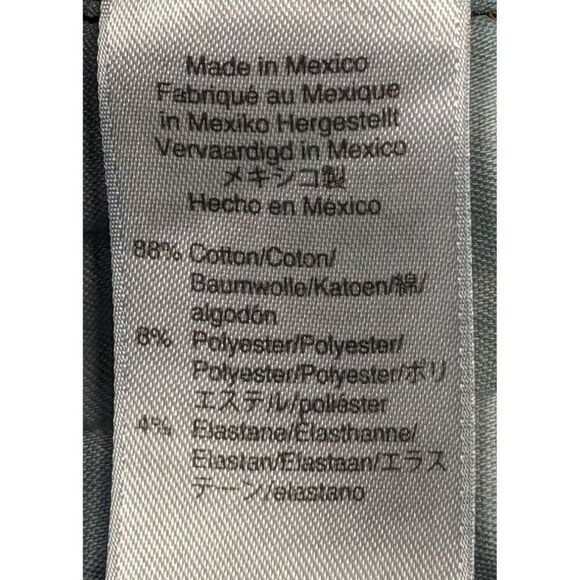 Made in Mexico
Fabriqué au Mexique
in Mexiko Hergestellt
Vervaardigd in Mexico
メキシコ製
Hecho en México
88% Cotton/Coton/
Baumwolle/Katoen/綿/
algodón
8% Polyester/Polyester/
Polyester/Polyester/ポリ
エステル/poliéster
4% Elastane/Élasthanne/
Elastan/Elastaan/エラス
テーン/elastano